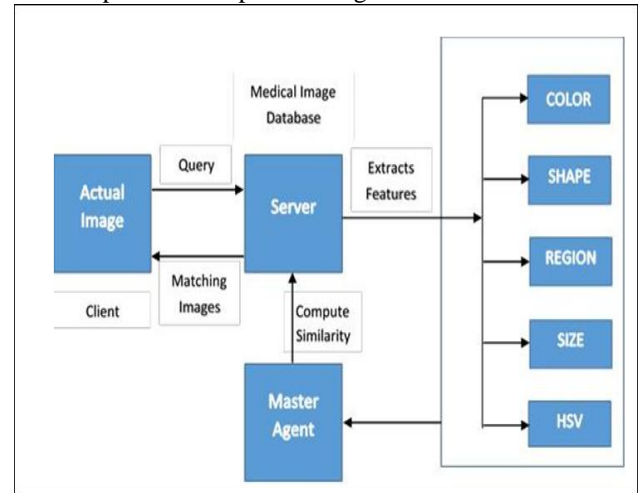 Medical Image
Database
Query
Extracts
Features
Actual
Image
Server
Matching
Images
Client
Compute
Similarity
Master
Agent
COLOR
SHAPE
REGION
SIZE
HSV